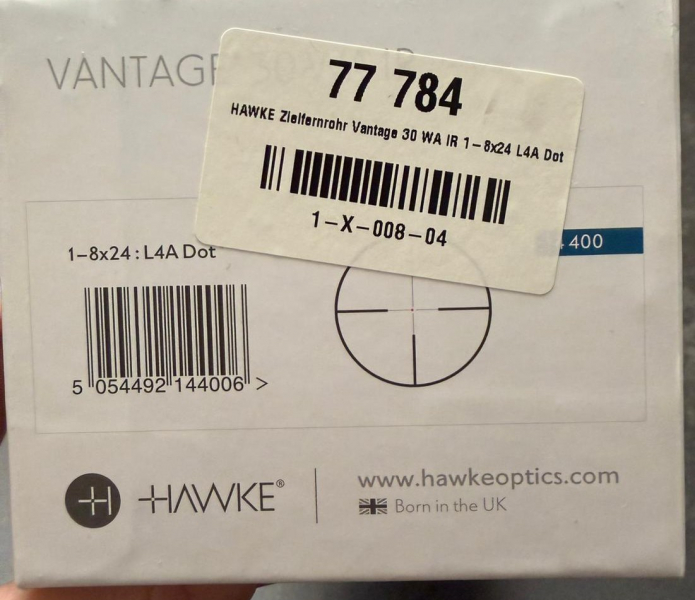 VANTAGE
77 784
HAWKE Zielfernrohr Vantage 30 WA IR 1-8x24 L4A Dot
1-X-008-04
400
1-8x24 : L4A Dot
5 054492 144006 >
H HAWKE®
www.hawkeoptics.com
Born in the UK